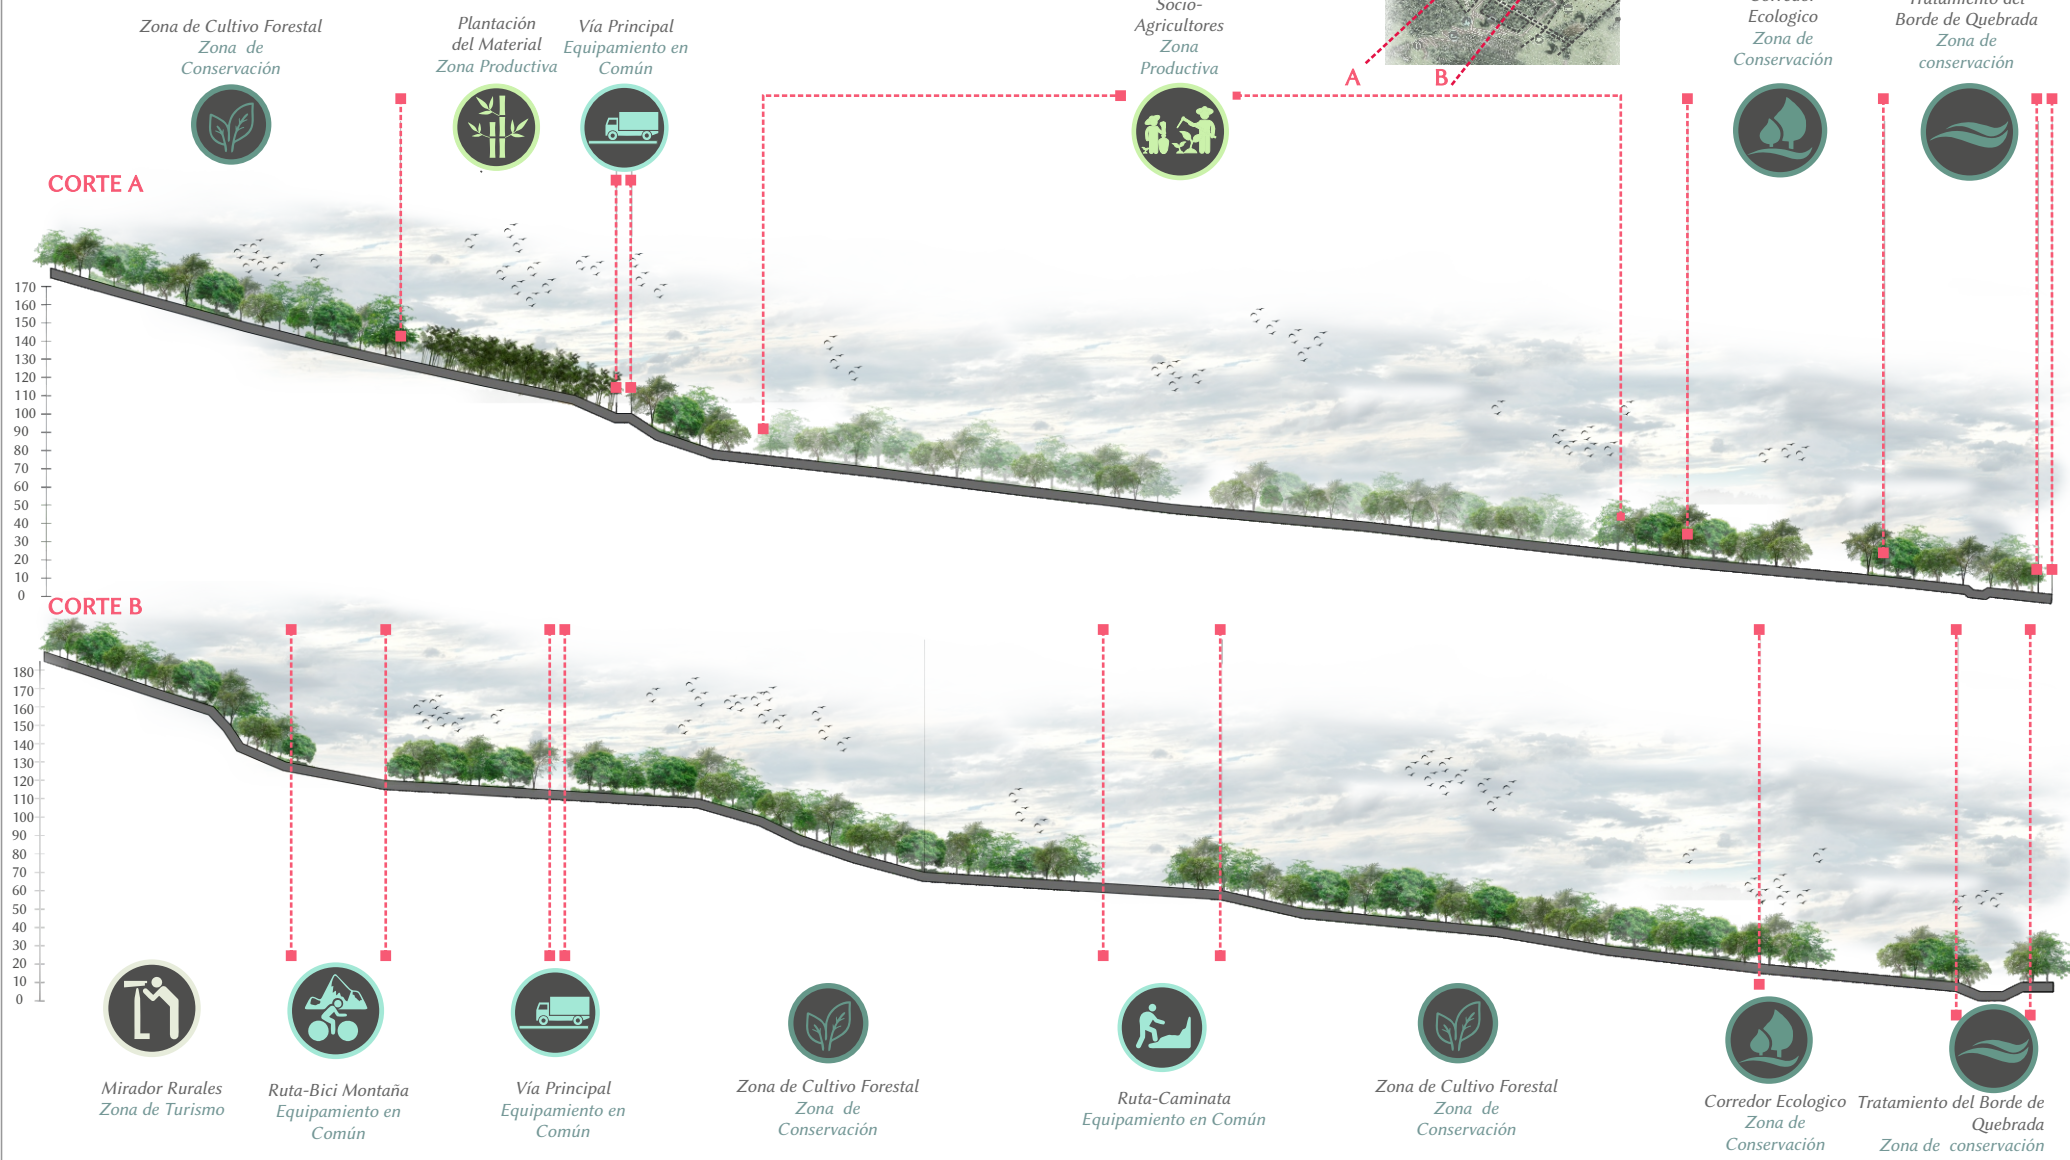 Zona de Cultivo Forestal
Zona de
Conservación
Plantación
del Material
Zona Productiva
Vía Principal
Equipamiento en
Común
Socio-
Agricultores
Zona
Productiva
A
B
Corredor
Ecologico
Zona de
Conservación
Tratamiento del
Borde de Quebrada
Zona de
conservación
CORTE A
170
160
150
140
130
120
110
100
90
80
70
60
50
40
30
20
10
0
CORTE B
180
170
160
150
140
130
120
110
100
90
80
70
60
50
40
30
20
10
0
Mirador Rurales
Zona de Turismo
Ruta-Bici Montaña
Equipamiento en
Común
Vía Principal
Equipamiento en
Común
Zona de Cultivo Forestal
Zona de
Conservación
Ruta-Caminata
Equipamiento en Común
Zona de Cultivo Forestal
Zona de
Conservación
Corredor Ecologico
Zona de
Conservación
Tratamiento del Borde de
Quebrada
Zona de conservación